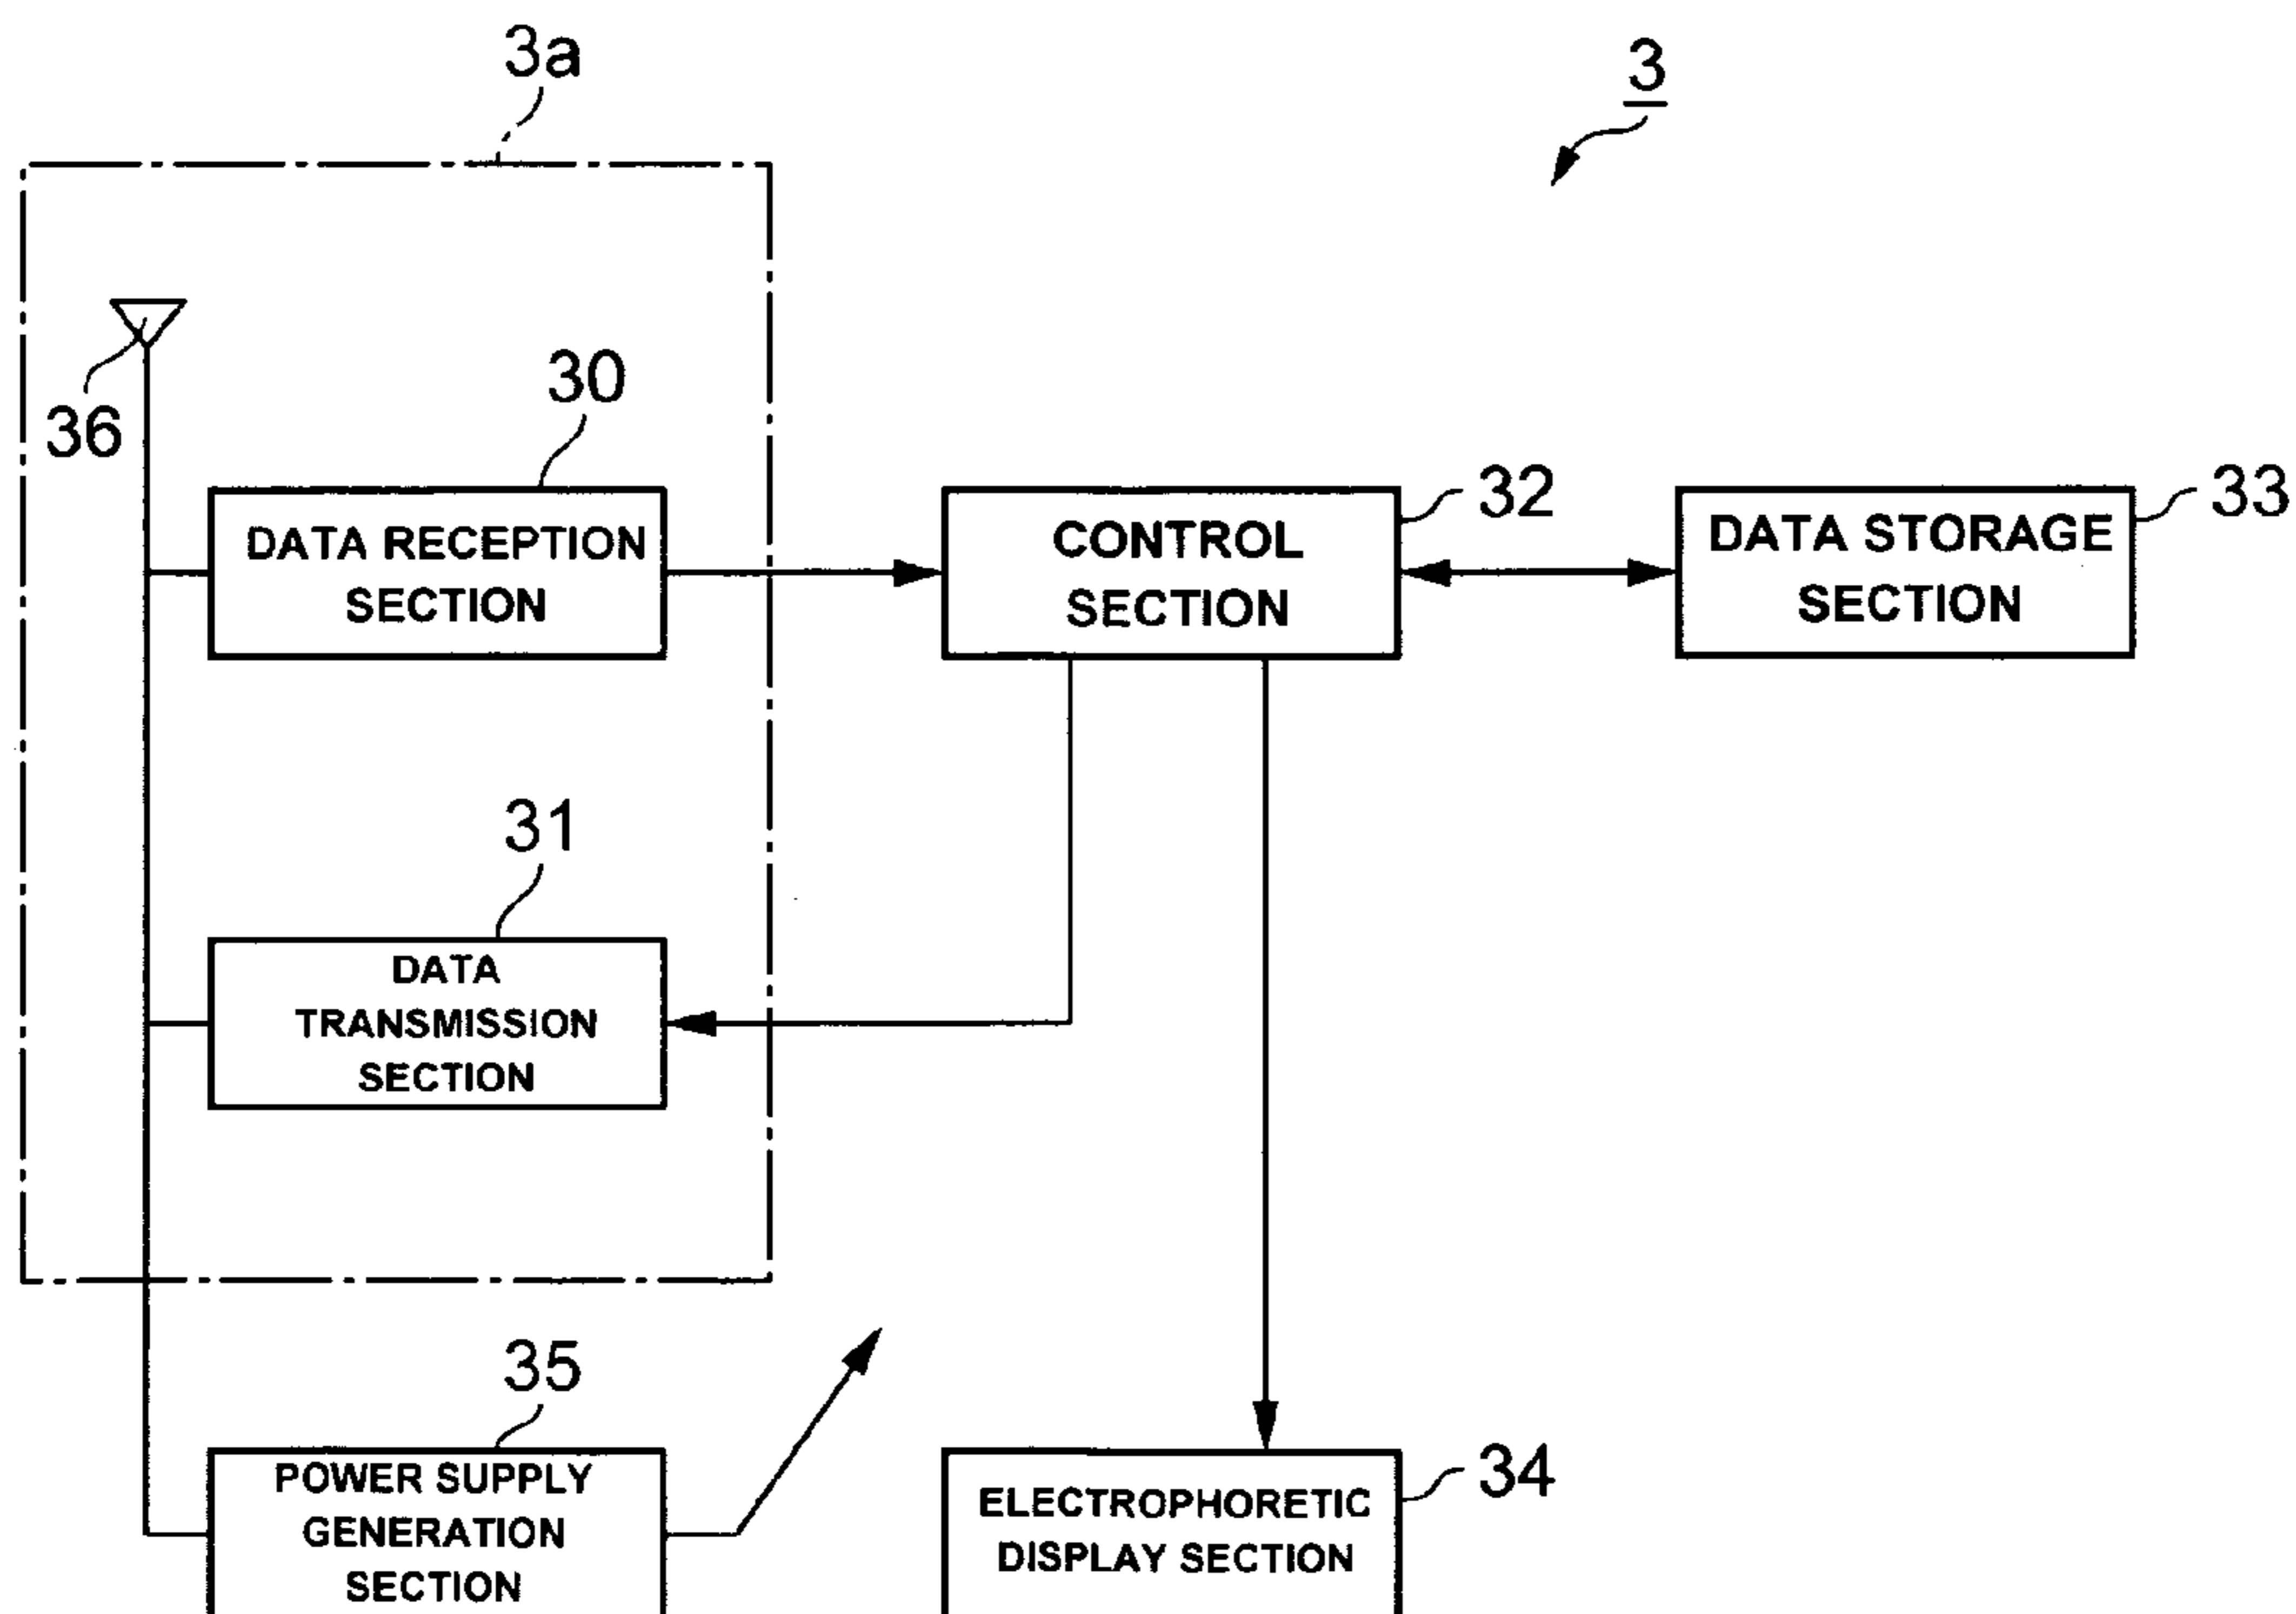 3a
3
36
30
DATA RECEPTION
SECTION
32
CONTROL
SECTION
33
DATA STORAGE
SECTION
31
DATA
TRANSMISSION
SECTION
35
POWER SUPPLY
GENERATION
SECTION
34
ELECTROPHORETIC
DISPLAY SECTION